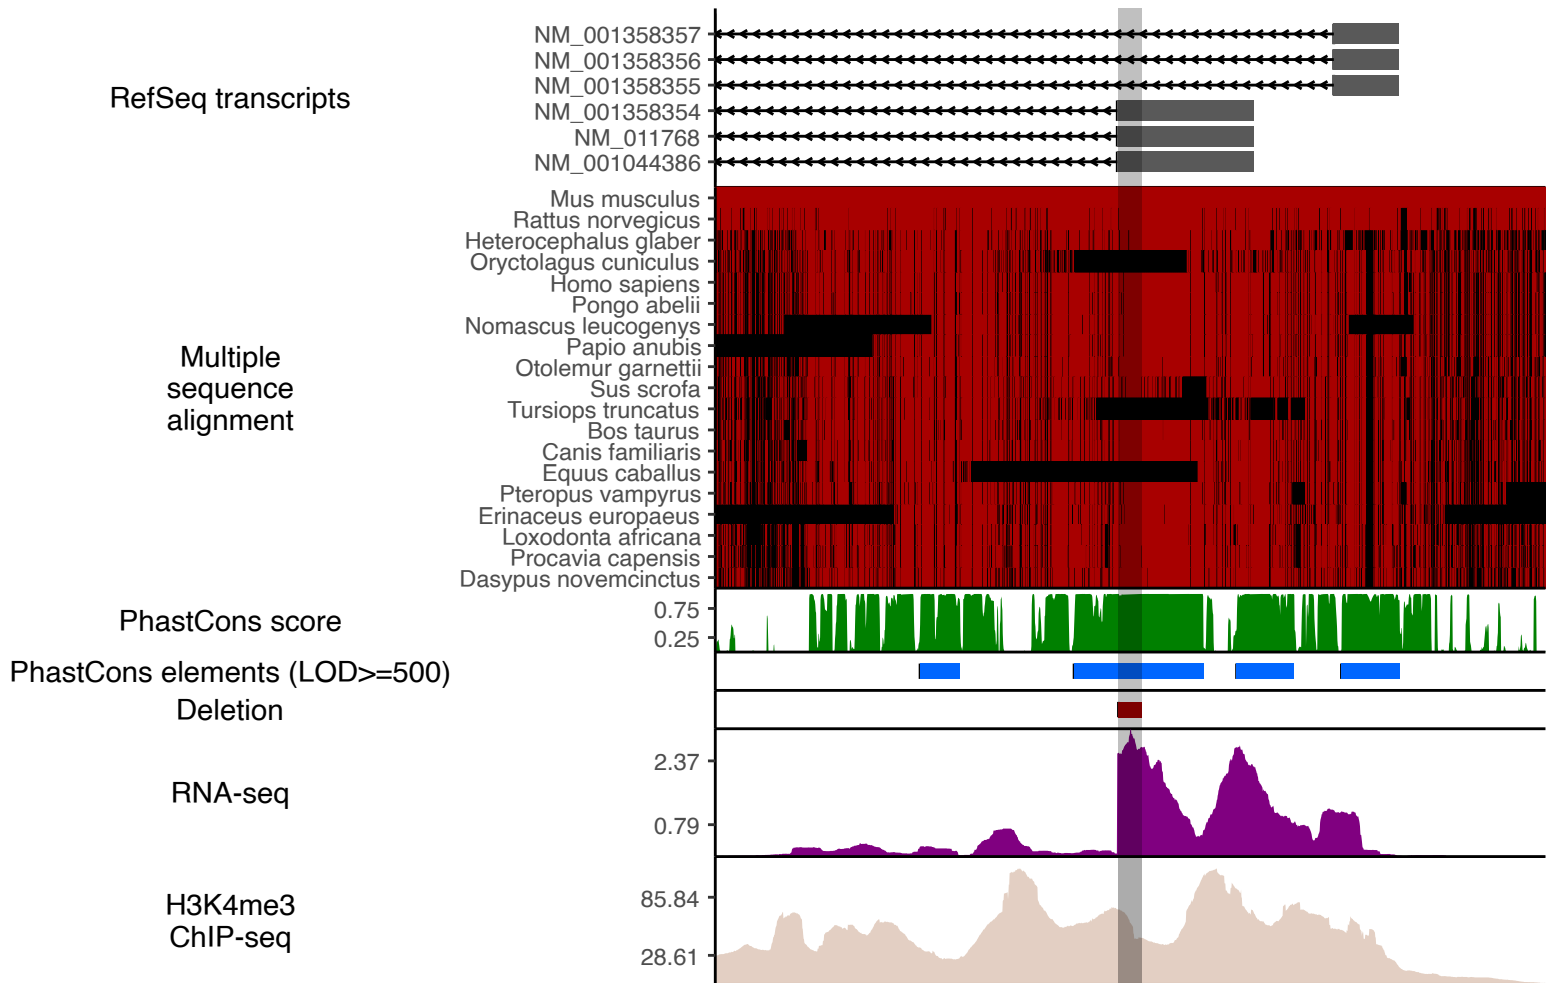 RefSeq transcripts
NM_001358357
NM_001358356
NM_001358355
NM_001358354
NM_011768
NM_001044386
Multiple
sequence
alignment
Mus musculus
Rattus norvegicus
Heterocephalus glaber
Oryctolagus cuniculus
Homo sapiens
Pongo abelii
Nomascus leucogenys
Papio anubis
Otolemur garnettii
Sus scrofa
Tursiops truncatus
Bos taurus
Canis familiaris
Equus caballus
Pteropus vampyrus
Erinaceus europaeus
Loxodonta africana
Procavia capensis
Dasypus novemcinctus
PhastCons score
0.75
0.25
PhastCons elements (LOD>=500)
Deletion
RNA-seq
2.37
0.79
H3K4me3
ChIP-seq
85.84
28.61